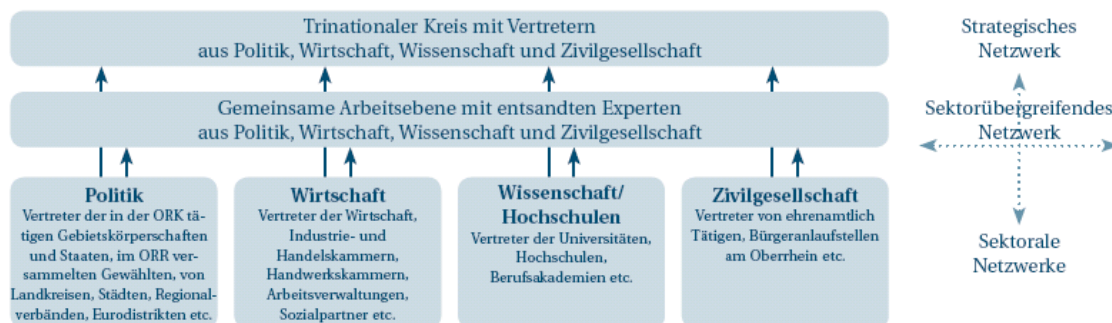 Trinationaler Kreis mit Vertretern
aus Politik, Wirtschaft, Wissenschaft und Zivilgesellschaft
Gemeinsame Arbeitsebene mit entsandten Experten
aus Politik, Wirtschaft, Wissenschaft und Zivilgesellschaft
Politik
Vertreter der in der ORK tä-
tigen Gebietskörperschaften
und Staaten, im ORR ver-
sammelten Gewählten, von
Landkreisen, Städten, Regional-
verbänden, Eurodistrikten etc.
Wirtschaft
Vertreter der Wirtschaft,
Industrie- und
Handelskammern,
Handwerkskammern,
Arbeitsverwaltungen,
Sozialpartner etc.
Wissenschaft/
Hochschulen
Vertreter der Universitäten,
Hochschulen,
Berufsakademien etc.
Zivilgesellschaft
Vertreter von ehrenamtlich
Tätigen, Bürgeranlaufstellen
am Oberrhein etc.
Strategisches
Netzwerk
Sektorübergreifendes
Netzwerk
Sektorale
Netzwerke